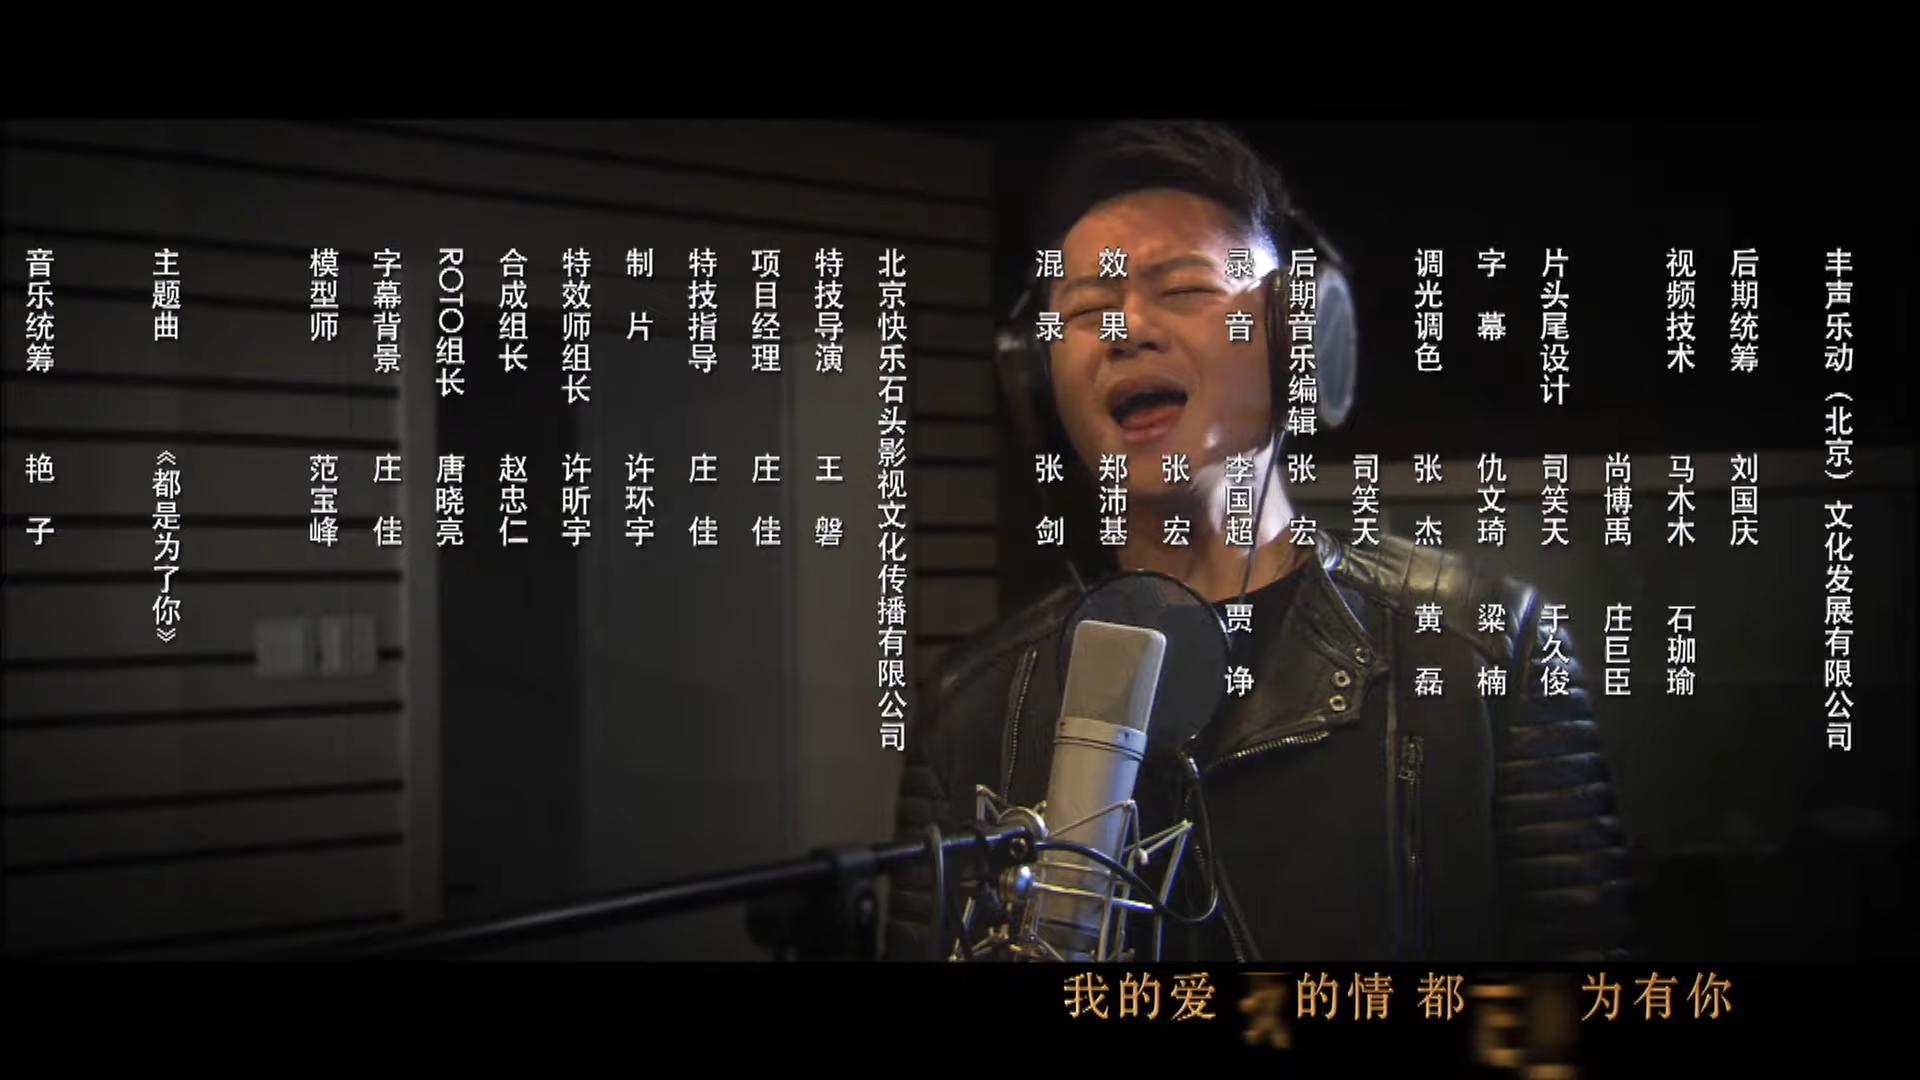 丰声乐动（北京）文化发展有限公司
后期统筹 刘国庆
视频技术 马木木 石珈瑜
尚博禹 庄巨臣
片头尾设计 司笑天 于久俊
字幕 仇文琦 梁楠
调光调色 张杰 黄磊
司笑天
后期音乐编辑 张宏
录音 李国超 贾诤
张宏
效果 郑沛基
混录 张剑
北京快乐石头影视文化传播有限公司
特技导演 王磐
项目经理 庄佳
特技指导 庄佳
制片 许环宇
特效师组长 许昕宇
合成组长 赵忠仁
ROTO组长 唐晓亮
字幕背景 庄佳
模型师 范宝峰
主题曲 《都是为了你》
音乐统筹 艳子
我的爱 的情 都 为有你